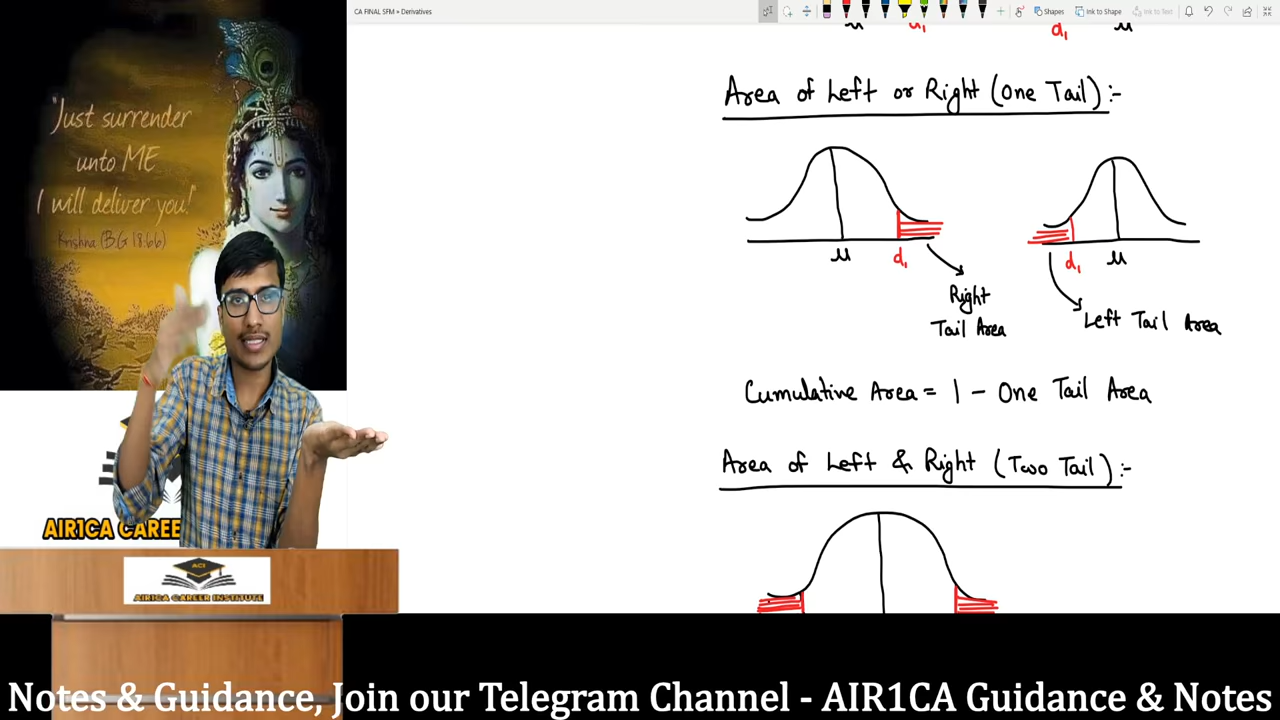 CA FINAL SFM » Derivatives
Shapes
Ink to Shape
Ink to Text
μ d₁
d₁ μ
"Just surrender
unto ME
I will deliver you!"
- Krishna (BG 18:66)
Area of Left or Right (One Tail) :-
μ d₁
d₁ μ
Right
Tail Area
Left Tail Area
Cumulative Area = 1 - One Tail Area
Area of Left & Right (Two Tail) :-
AIR1CA CAREE
ACI
AIR1CA CAREER INSTITUTE
Notes & Guidance, Join our Telegram Channel - AIR1CA Guidance & Notes